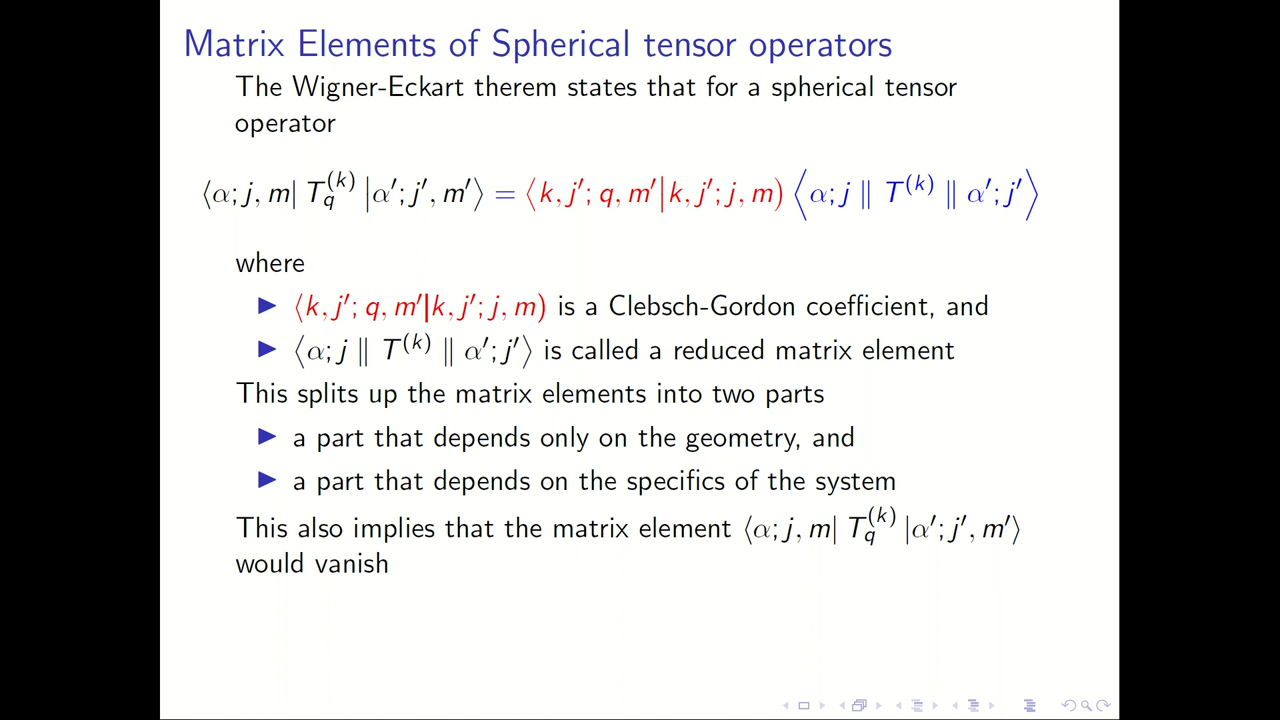 Matrix Elements of Spherical tensor operators
The Wigner-Eckart therem states that for a spherical tensor
operator
⟨α; j, m| T_q^(k) |α′; j′, m′⟩ = ⟨k, j′; q, m′|k, j′; j, m) ⟨α; j ∥ T^(k) ∥ α′; j′⟩
where
▶ ⟨k, j′; q, m′|k, j′; j, m) is a Clebsch-Gordon coefficient, and
▶ ⟨α; j ∥ T^(k) ∥ α′; j′⟩ is called a reduced matrix element
This splits up the matrix elements into two parts
▶ a part that depends only on the geometry, and
▶ a part that depends on the specifics of the system
This also implies that the matrix element ⟨α; j, m| T_q^(k) |α′; j′, m′⟩
would vanish